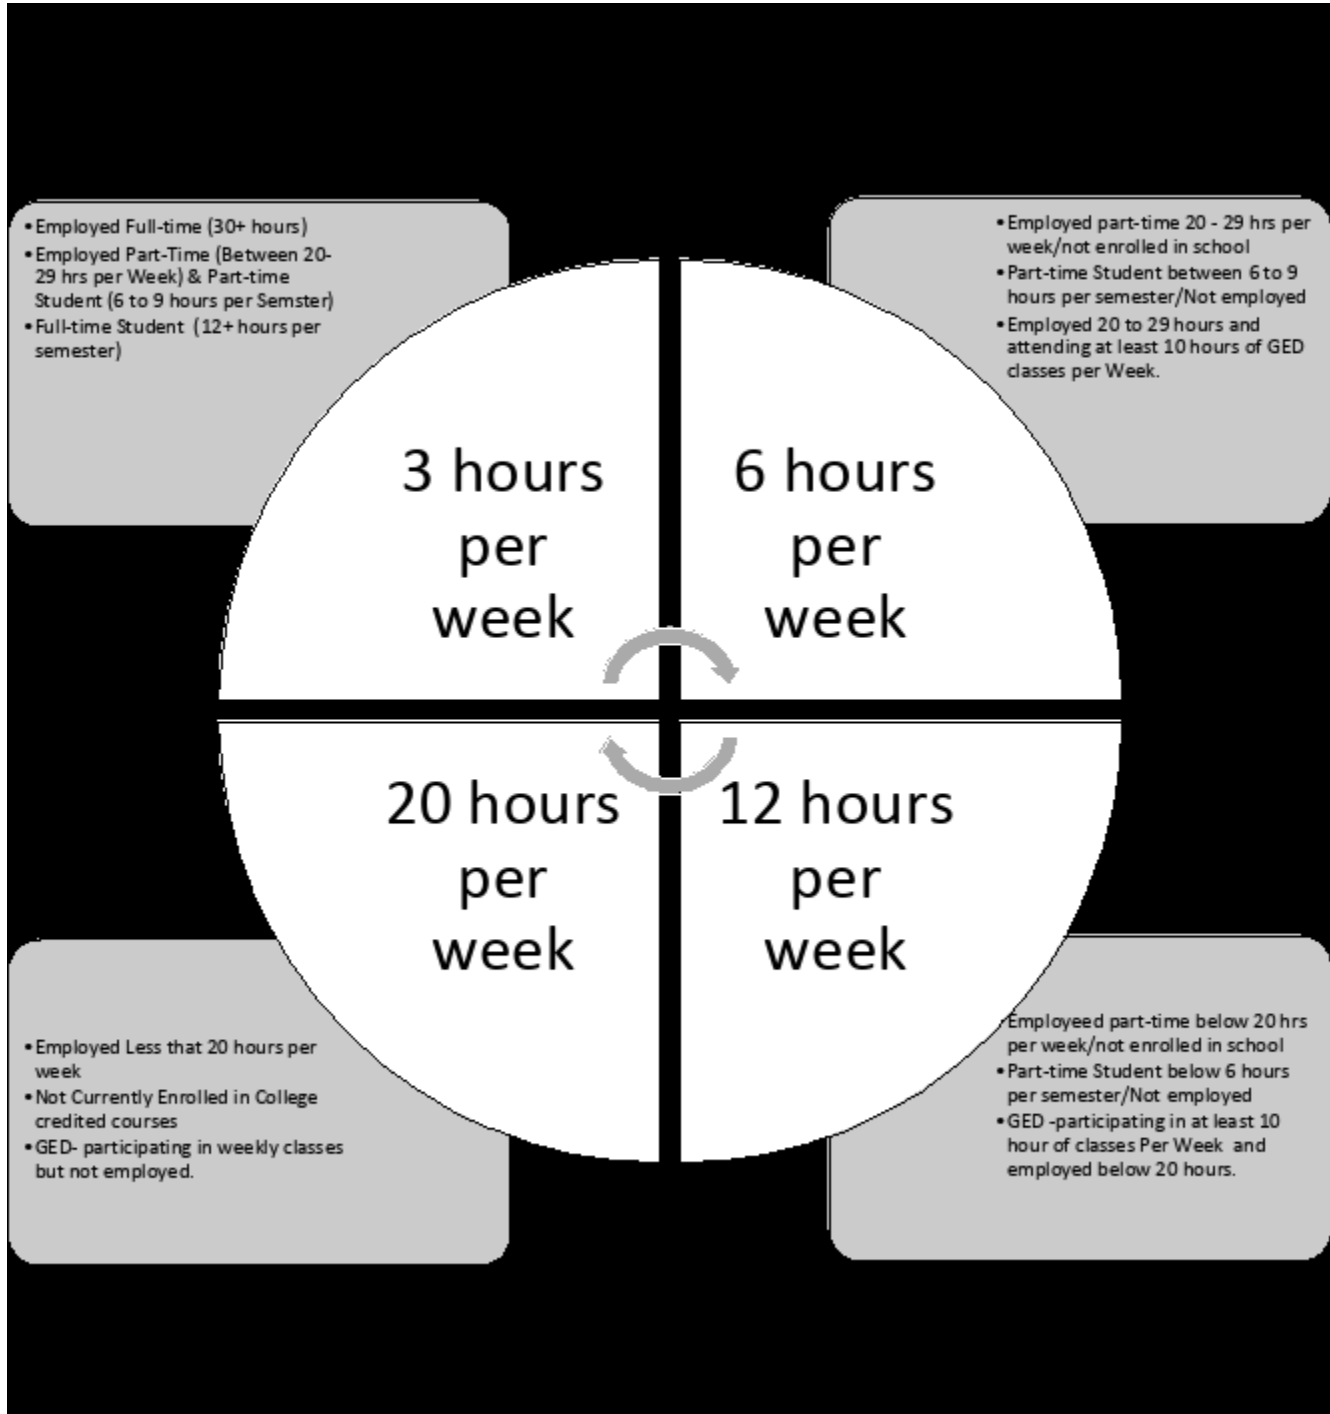 •Employed Full-time (30+ hours)
•Employed Part-Time (Between 20-
29 hrs per Week) & Part-time
Student (6 to 9 hours per Semster)
•Full-time Student (12+ hours per
semester)
•Employed part-time 20 - 29 hrs per
week/not enrolled in school
•Part-time Student between 6 to 9
hours per semester/Not employed
•Employed 20 to 29 hours and
attending at least 10 hours of GED
classes per Week.
3 hours
per
week
6 hours
per
week
20 hours
per
week
12 hours
per
week
•Employed Less that 20 hours per
week
•Not Currently Enrolled in College
credited courses
•GED- participating in weekly classes
but not employed.
•Employeed part-time below 20 hrs
per week/not enrolled in school
•Part-time Student below 6 hours
per semester/Not employed
•GED -participating in at least 10
hour of classes Per Week and
employed below 20 hours.